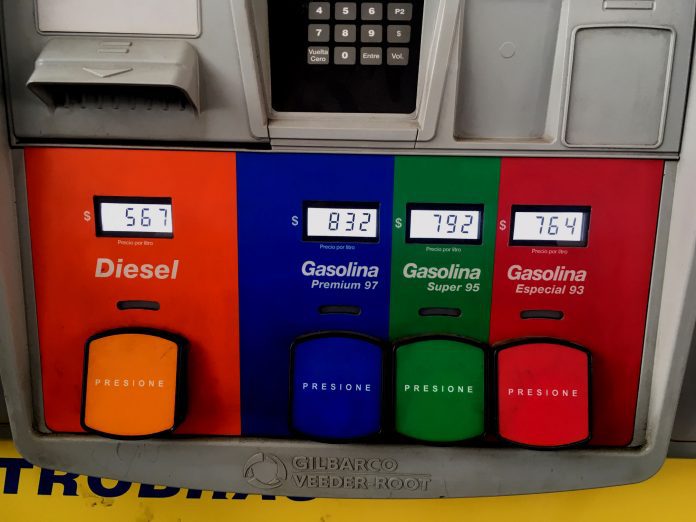 4 5 6 P2
7 8 9 S
Vuelta Cero 0 Entre Vol.
$ 567 $ 832 $ 792 $ 764
Precio por litro Precio por litro Precio por litro Precio por litro
Diesel Gasolina Gasolina Gasolina
Premium 97 Super 95 Especial 93
PRESIONE PRESIONE PRESIONE PRESIONE
GILBARCO
VEEDER-ROOT
TROBRAS